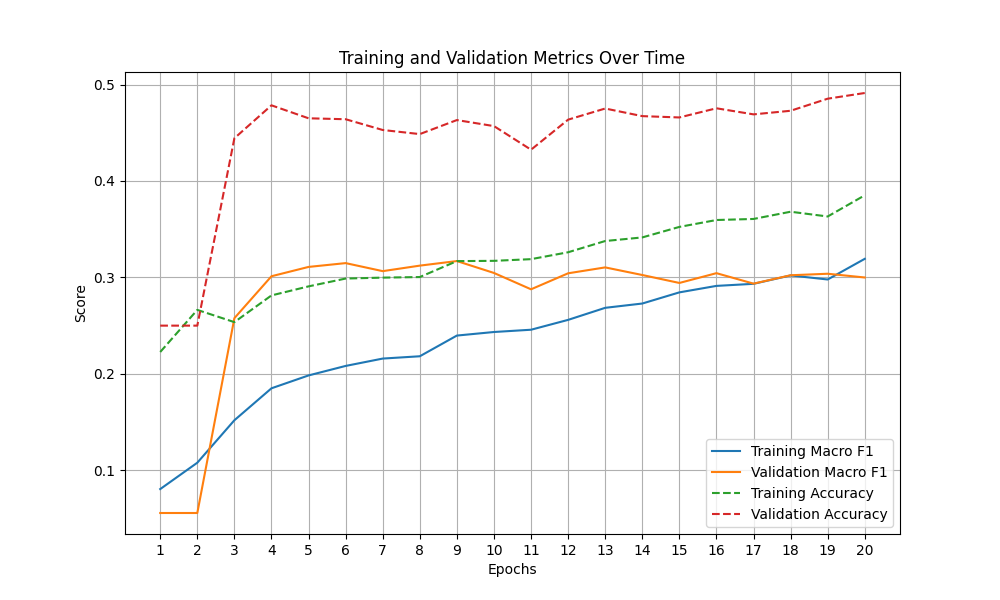 Training and Validation Metrics Over Time
Score
0.5
0.4
0.3
0.2
0.1
Training Macro F1
Validation Macro F1
Training Accuracy
Validation Accuracy
1 2 3 4 5 6 7 8 9 10 11 12 13 14 15 16 17 18 19 20
Epochs